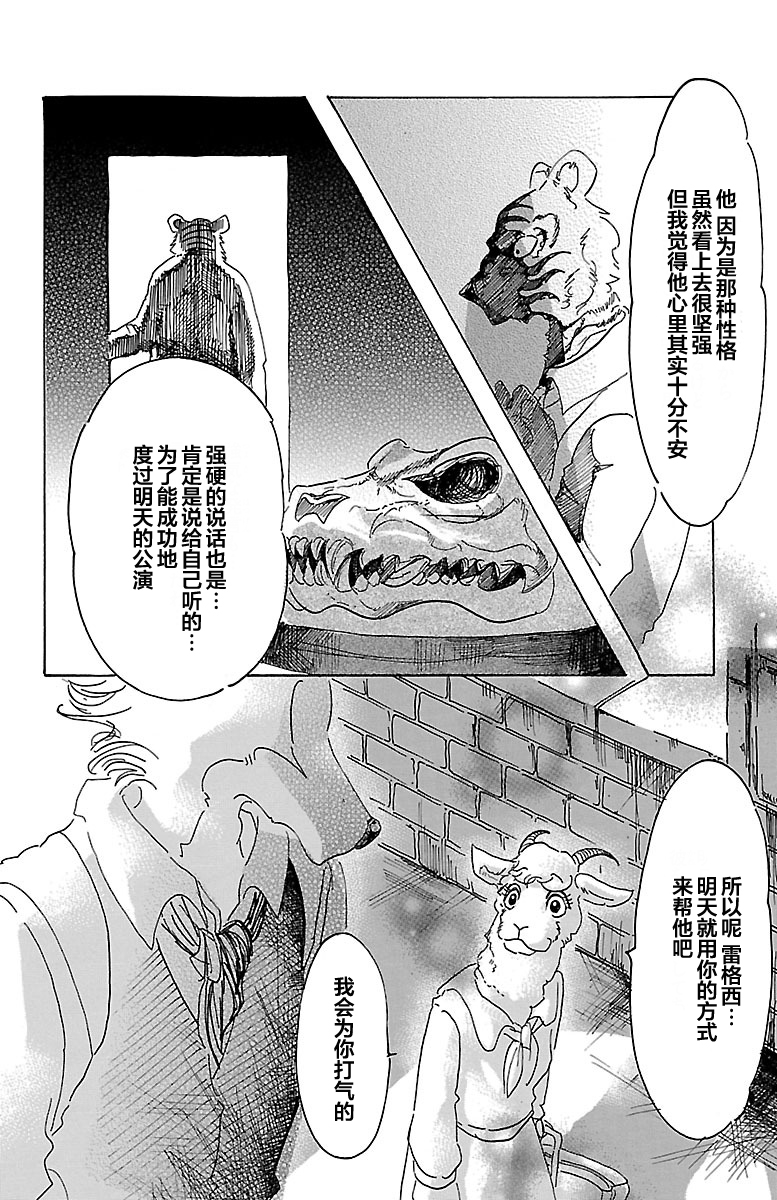 他 因为是那种性格
虽然看上去很坚强
但我觉得他心里其实十分不安
强硬的说话也是…
肯定是说给自己听的…
为了能成功地
度过明天的公演
所以呢 雷格西…
明天就用你的方式
来帮他吧
我会为你打气的